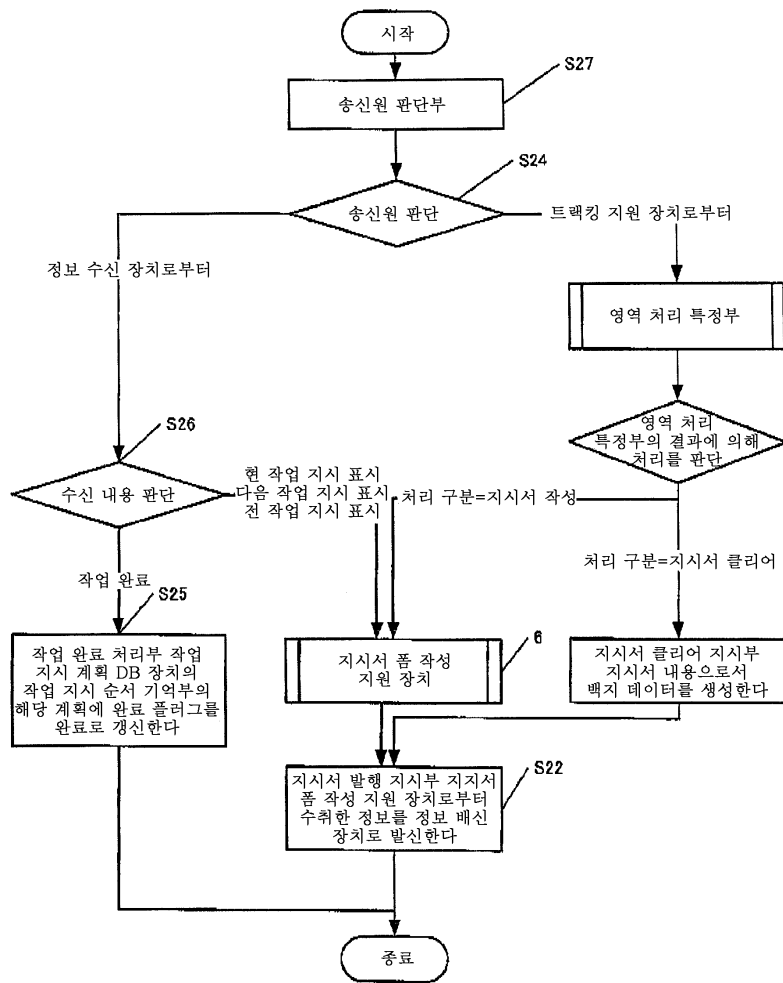 시작
S27
송신원 판단부
S24
송신원 판단
트랙킹 지원 장치로부터
정보 수신 장치로부터
영역 처리 특정부
S26
수신 내용 판단
현 작업 지시 표시
다음 작업 지시 표시
전 작업 지시 표시
영역 처리
특정부의 결과에 의해
처리를 판단
처리 구분=지시서 작성
처리 구분=지시서 클리어
작업 완료
S25
작업 완료 처리부 작업
지시 계획 DB 장치의
작업 지시 순서 기억부의
해당 계획에 완료 플러그를
완료로 갱신한다
6
지시서 폼 작성
지원 장치
지시서 클리어 지시부
지시서 내용으로서
백지 데이터를 생성한다
S22
지시서 발행 지시부 지지서
폼 작성 지원 장치로부터
수취한 정보를 정보 배신
장치로 발신한다
종료